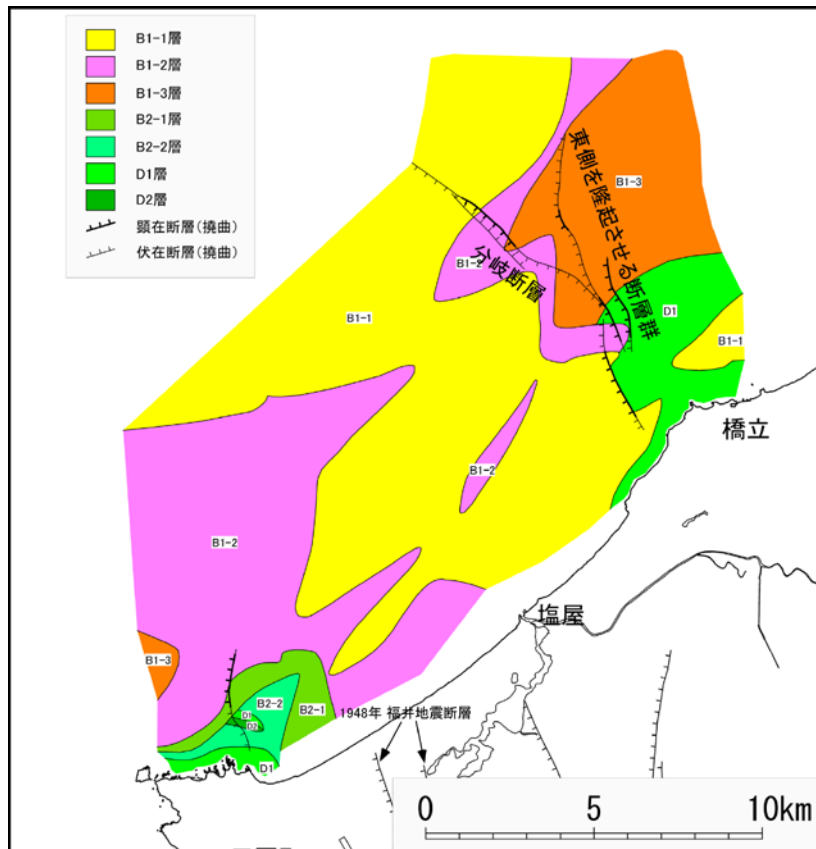 B1-1層
B1-2層
B1-3層
B2-1層
B2-2層
D1層
D2層
顕在断層(撓曲)
伏在断層(撓曲)
東側を隆起させる断層群
B1-3
B1-2
分岐断層
B1-1
D1
B1-1
橋立
B1-2
B1-2
塩屋
B1-3
B2-2
B2-1
D1
D2
1948年 福井地震断層
D1
0 5 10km